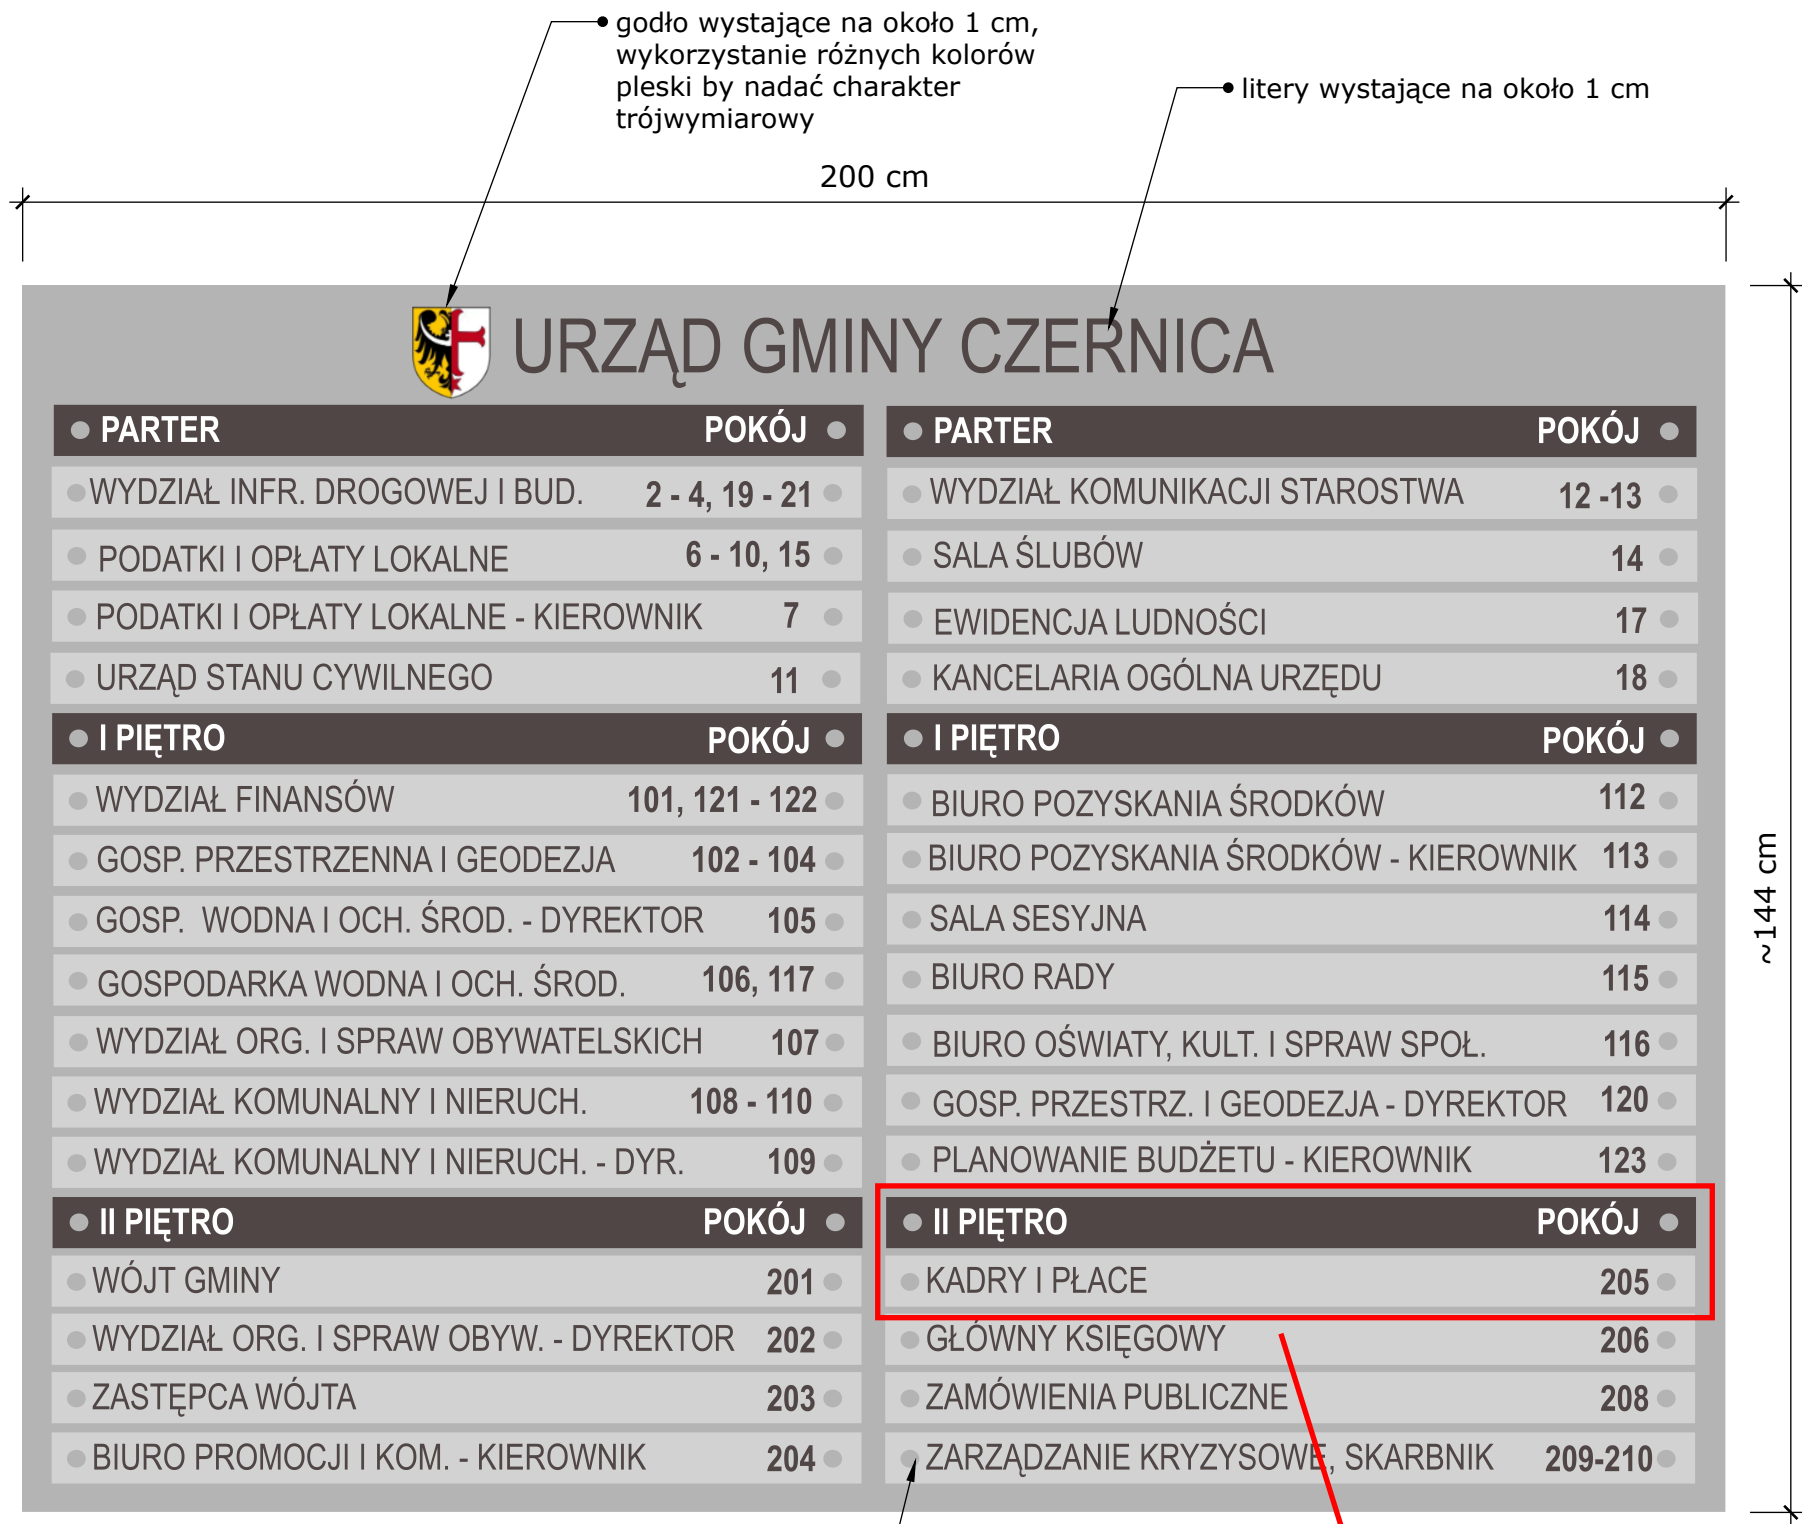 godło wystające na około 1 cm,
wykorzystanie różnych kolorów
pleski by nadać charakter
trójwymiarowy
litery wystające na około 1 cm
200 cm
URZĄD GMINY CZERNICA
PARTER POKÓJ
WYDZIAŁ INFR. DROGOWEJ I BUD. 2 - 4, 19 - 21
PODATKI I OPŁATY LOKALNE 6 - 10, 15
PODATKI I OPŁATY LOKALNE - KIEROWNIK 7
URZĄD STANU CYWILNEGO 11
I PIĘTRO POKÓJ
WYDZIAŁ FINANSÓW 101, 121 - 122
GOSP. PRZESTRZENNA I GEODEZJA 102 - 104
GOSP. WODNA I OCH. ŚROD. - DYREKTOR 105
GOSPODARKA WODNA I OCH. ŚROD. 106, 117
WYDZIAŁ ORG. I SPRAW OBYWATELSKICH 107
WYDZIAŁ KOMUNALNY I NIERUCH. 108 - 110
WYDZIAŁ KOMUNALNY I NIERUCH. - DYR. 109
II PIĘTRO POKÓJ
WÓJT GMINY 201
WYDZIAŁ ORG. I SPRAW OBYW. - DYREKTOR 202
ZASTĘPCA WÓJTA 203
BIURO PROMOCJI I KOM. - KIEROWNIK 204
PARTER POKÓJ
WYDZIAŁ KOMUNIKACJI STAROSTWA 12 -13
SALA ŚLUBÓW 14
EWIDENCJA LUDNOŚCI 17
KANCELARIA OGÓLNA URZĘDU 18
I PIĘTRO POKÓJ
BIURO POZYSKANIA ŚRODKÓW 112
BIURO POZYSKANIA ŚRODKÓW - KIEROWNIK 113
SALA SESYJNA 114
BIURO RADY 115
BIURO OŚWIATY, KULT. I SPRAW SPOŁ. 116
GOSP. PRZESTRZ. I GEODEZJA - DYREKTOR 120
PLANOWANIE BUDŻETU - KIEROWNIK 123
II PIĘTRO POKÓJ
KADRY I PŁACE 205
GŁÓWNY KSIĘGOWY 206
ZAMÓWIENIA PUBLICZNE 208
ZARZĄDZANIE KRYZYSOWE, SKARBNIK 209-210
~144 cm